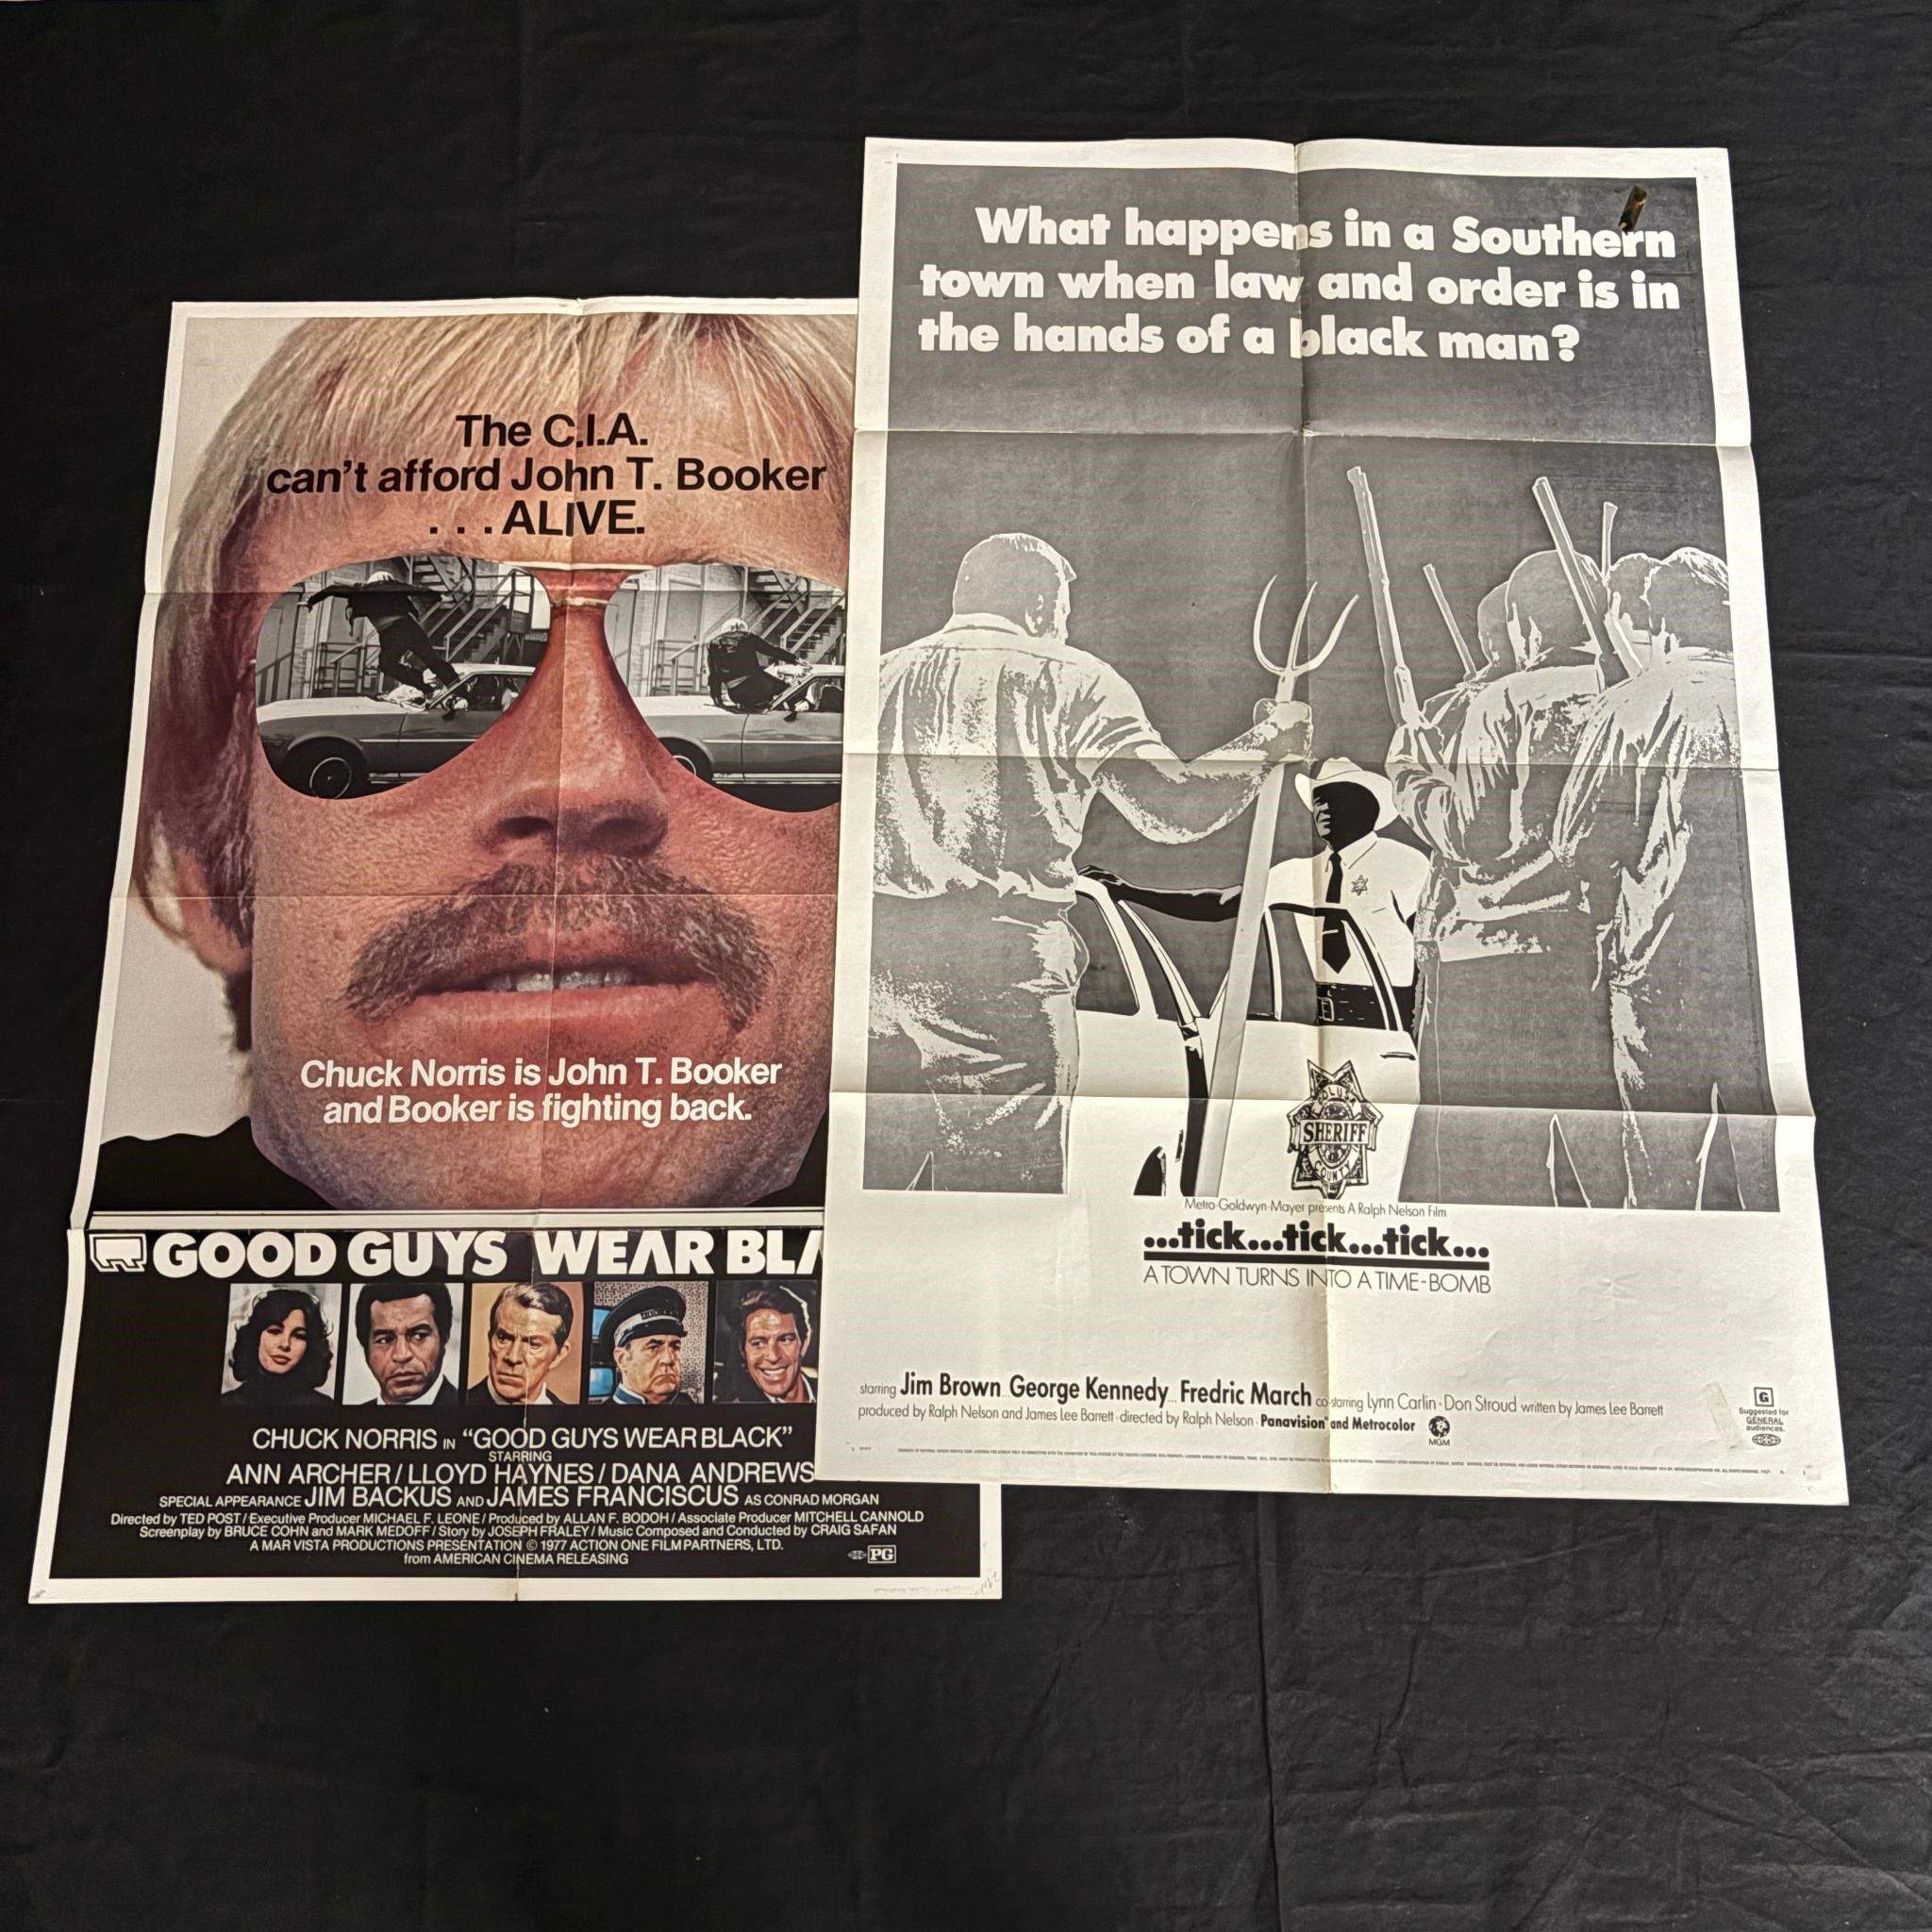 The C.I.A.
can't afford John T. Booker
...ALIVE.
Chuck Norris is John T. Booker
and Booker is fighting back.
GOOD GUYS WEAR BLA
CHUCK NORRIS IN "GOOD GUYS WEAR BLACK"
STARRING
ANN ARCHER/LLOYD HAYNES/DANA ANDREWS
SPECIAL APPEARANCE JIM BACKUS AND JAMES FRANCISCUS AS CONRAD MORGAN
Directed by TED POST/Executive Producer MICHAEL F. LEONE/Produced by ALLAN F. BODOH/Associate Producer MITCHELL CANNOLD
Screenplay by BRUCE COHN and MARK MEDOFF/Story by JOSEPH FRALEY/Music Composed and Conducted by CRAIG SAFAN
A MAR VISTA PRODUCTIONS PRESENTATION © 1977 ACTION ONE FILM PARTNERS, LTD.
from AMERICAN CINEMA RELEASING
PG
What happens in a Southern
town when law and order is in
the hands of a black man?
SHERIFF
COUNTY
Metro-Goldwyn-Mayer presents A Ralph Nelson Film
...tick...tick...tick...
A TOWN TURNS INTO A TIME-BOMB
starring Jim Brown..George Kennedy...Fredric March co-starring Lynn Carlin · Don Stroud written by James Lee Barrett
produced by Ralph Nelson and James Lee Barrett · directed by Ralph Nelson · Panavision® and Metrocolor
MGM
G
Suggested for
GENERAL
audiences.